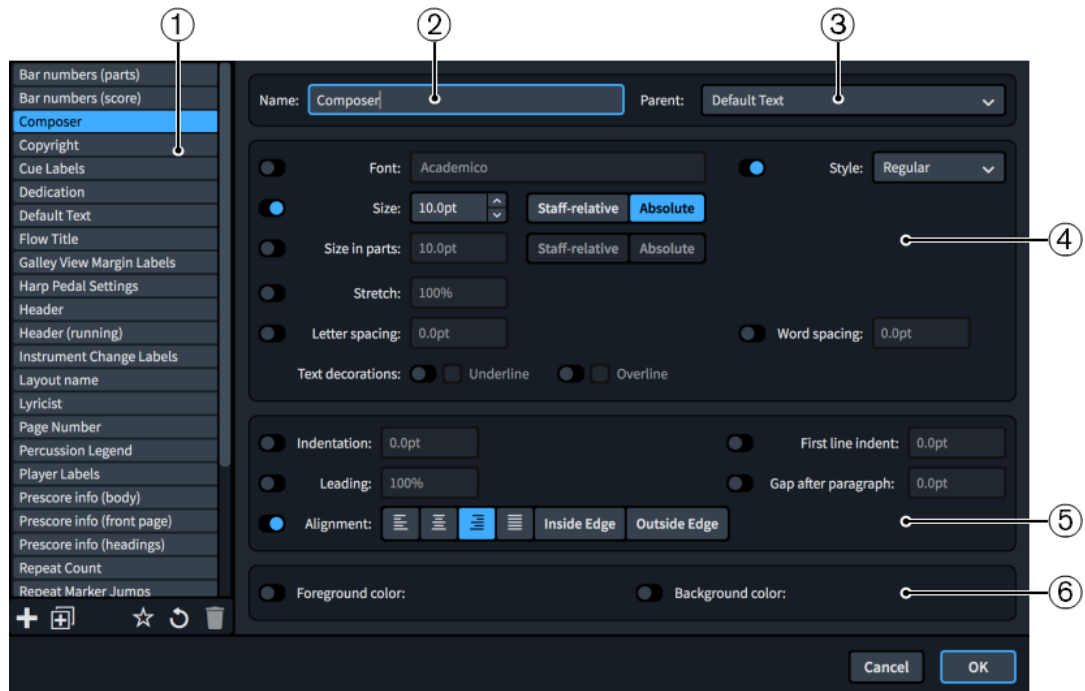 ① ② ③
Bar numbers (parts)
Bar numbers (score)
Composer
Copyright
Cue Labels
Dedication
Default Text
Flow Title
Galley View Margin Labels
Harp Pedal Settings
Header
Header (running)
Instrument Change Labels
Layout name
Lyricist
Page Number
Percussion Legend
Player Labels
Prescore info (body)
Prescore info (front page)
Prescore info (headings)
Repeat Count
Repeat Marker Jumps
Name: Composer Parent: Default Text
Font: Academico Style: Regular
Size: 10.0pt Staff-relative Absolute
④
Size in parts: 10.0pt Staff-relative Absolute
Stretch: 100%
Letter spacing: 0.0pt Word spacing: 0.0pt
Text decorations: Underline Overline
Indentation: 0.0pt First line indent: 0.0pt
Leading: 100% Gap after paragraph: 0.0pt
Alignment: Inside Edge Outside Edge
⑤
Foreground color: Background color:
⑥
Cancel OK